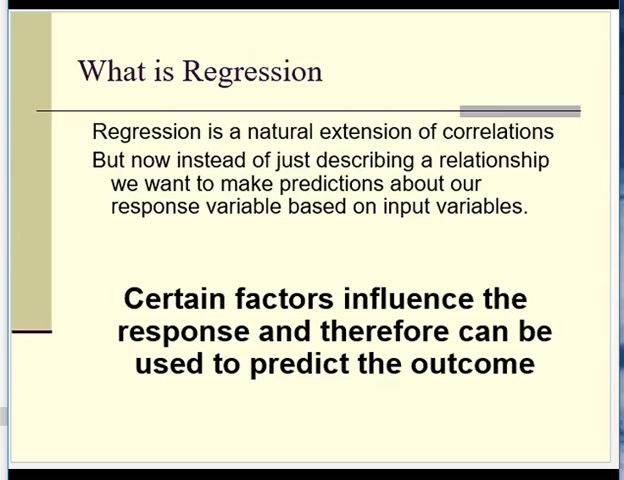 What is Regression
Regression is a natural extension of correlations
But now instead of just describing a relationship
we want to make predictions about our
response variable based on input variables.
Certain factors influence the
response and therefore can be
used to predict the outcome